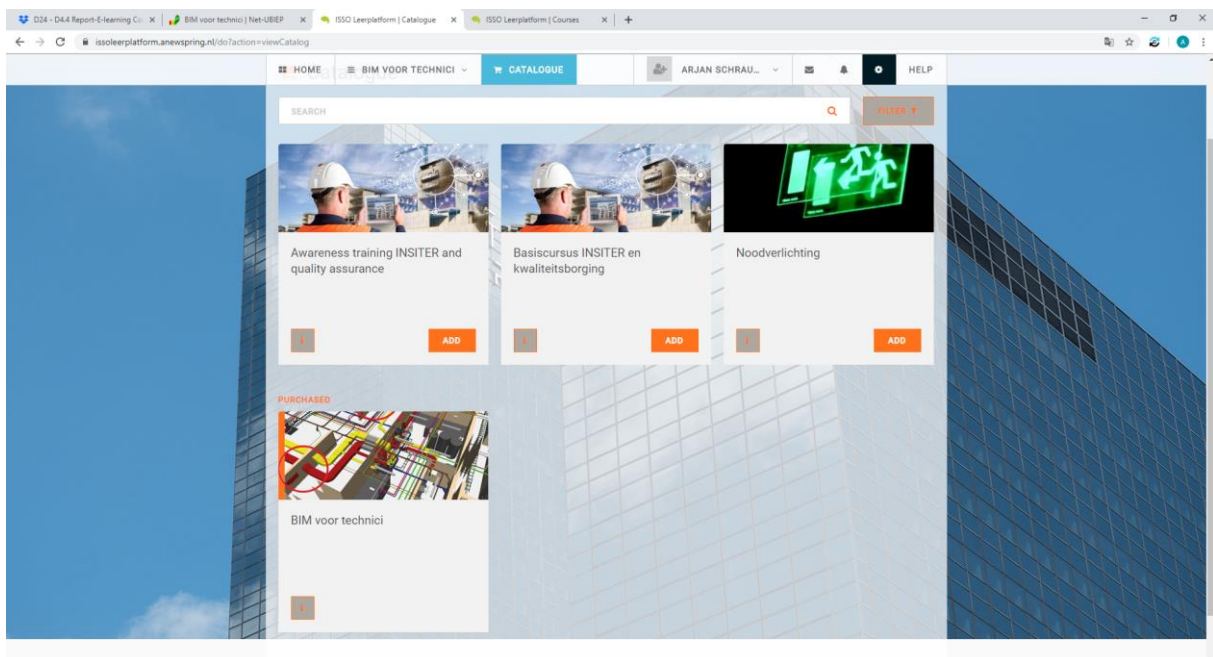 D24 - D4.4 Report-E-learning Co
BIM voor technici | Net-UBIEP
ISSO Leerplatform | Catalogue
ISSO Leerplatform | Courses
issoleerplatform.anewspring.nl/do?action=viewCatalog
A
HOME
BIM VOOR TECHNICI
CATALOGUE
ARJAN SCHRAU...
HELP
SEARCH
FILTER
Awareness training INSITER and
quality assurance
ADD
Basiscursus INSITER en
kwaliteitsborging
ADD
Noodverlichting
ADD
PURCHASED
BIM voor technici